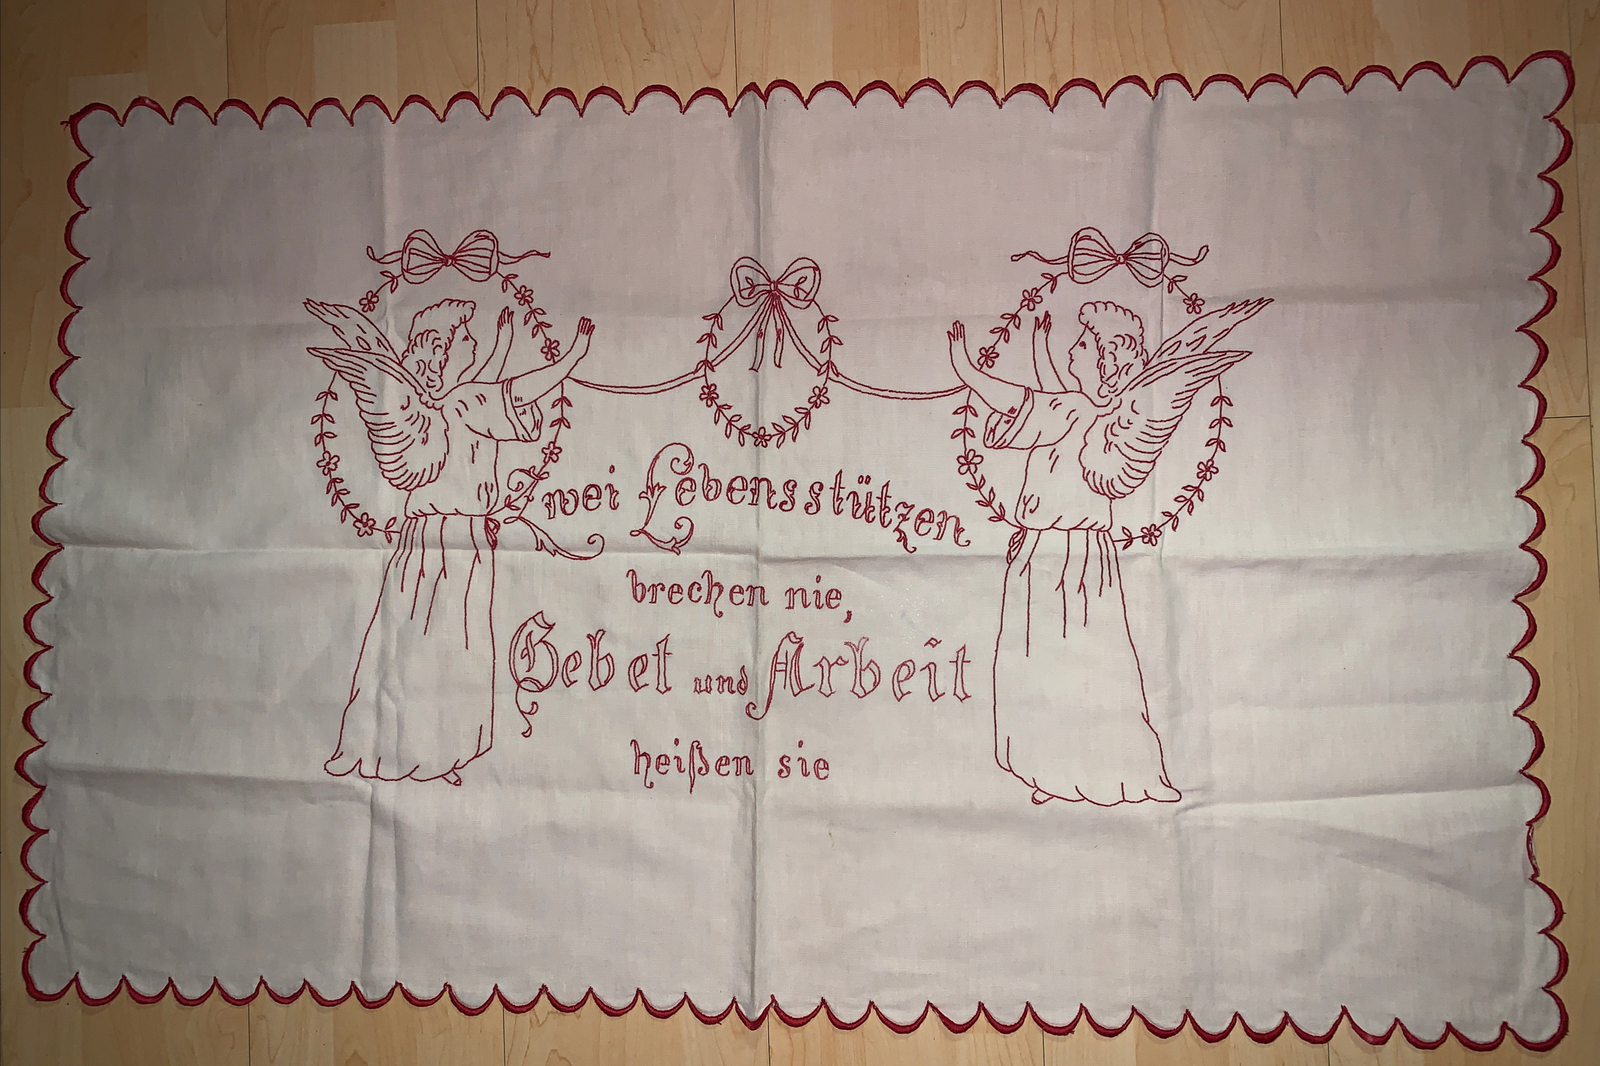 Zwei Lebensstützen
brechen nie,
Gebet und Arbeit
heißen sie